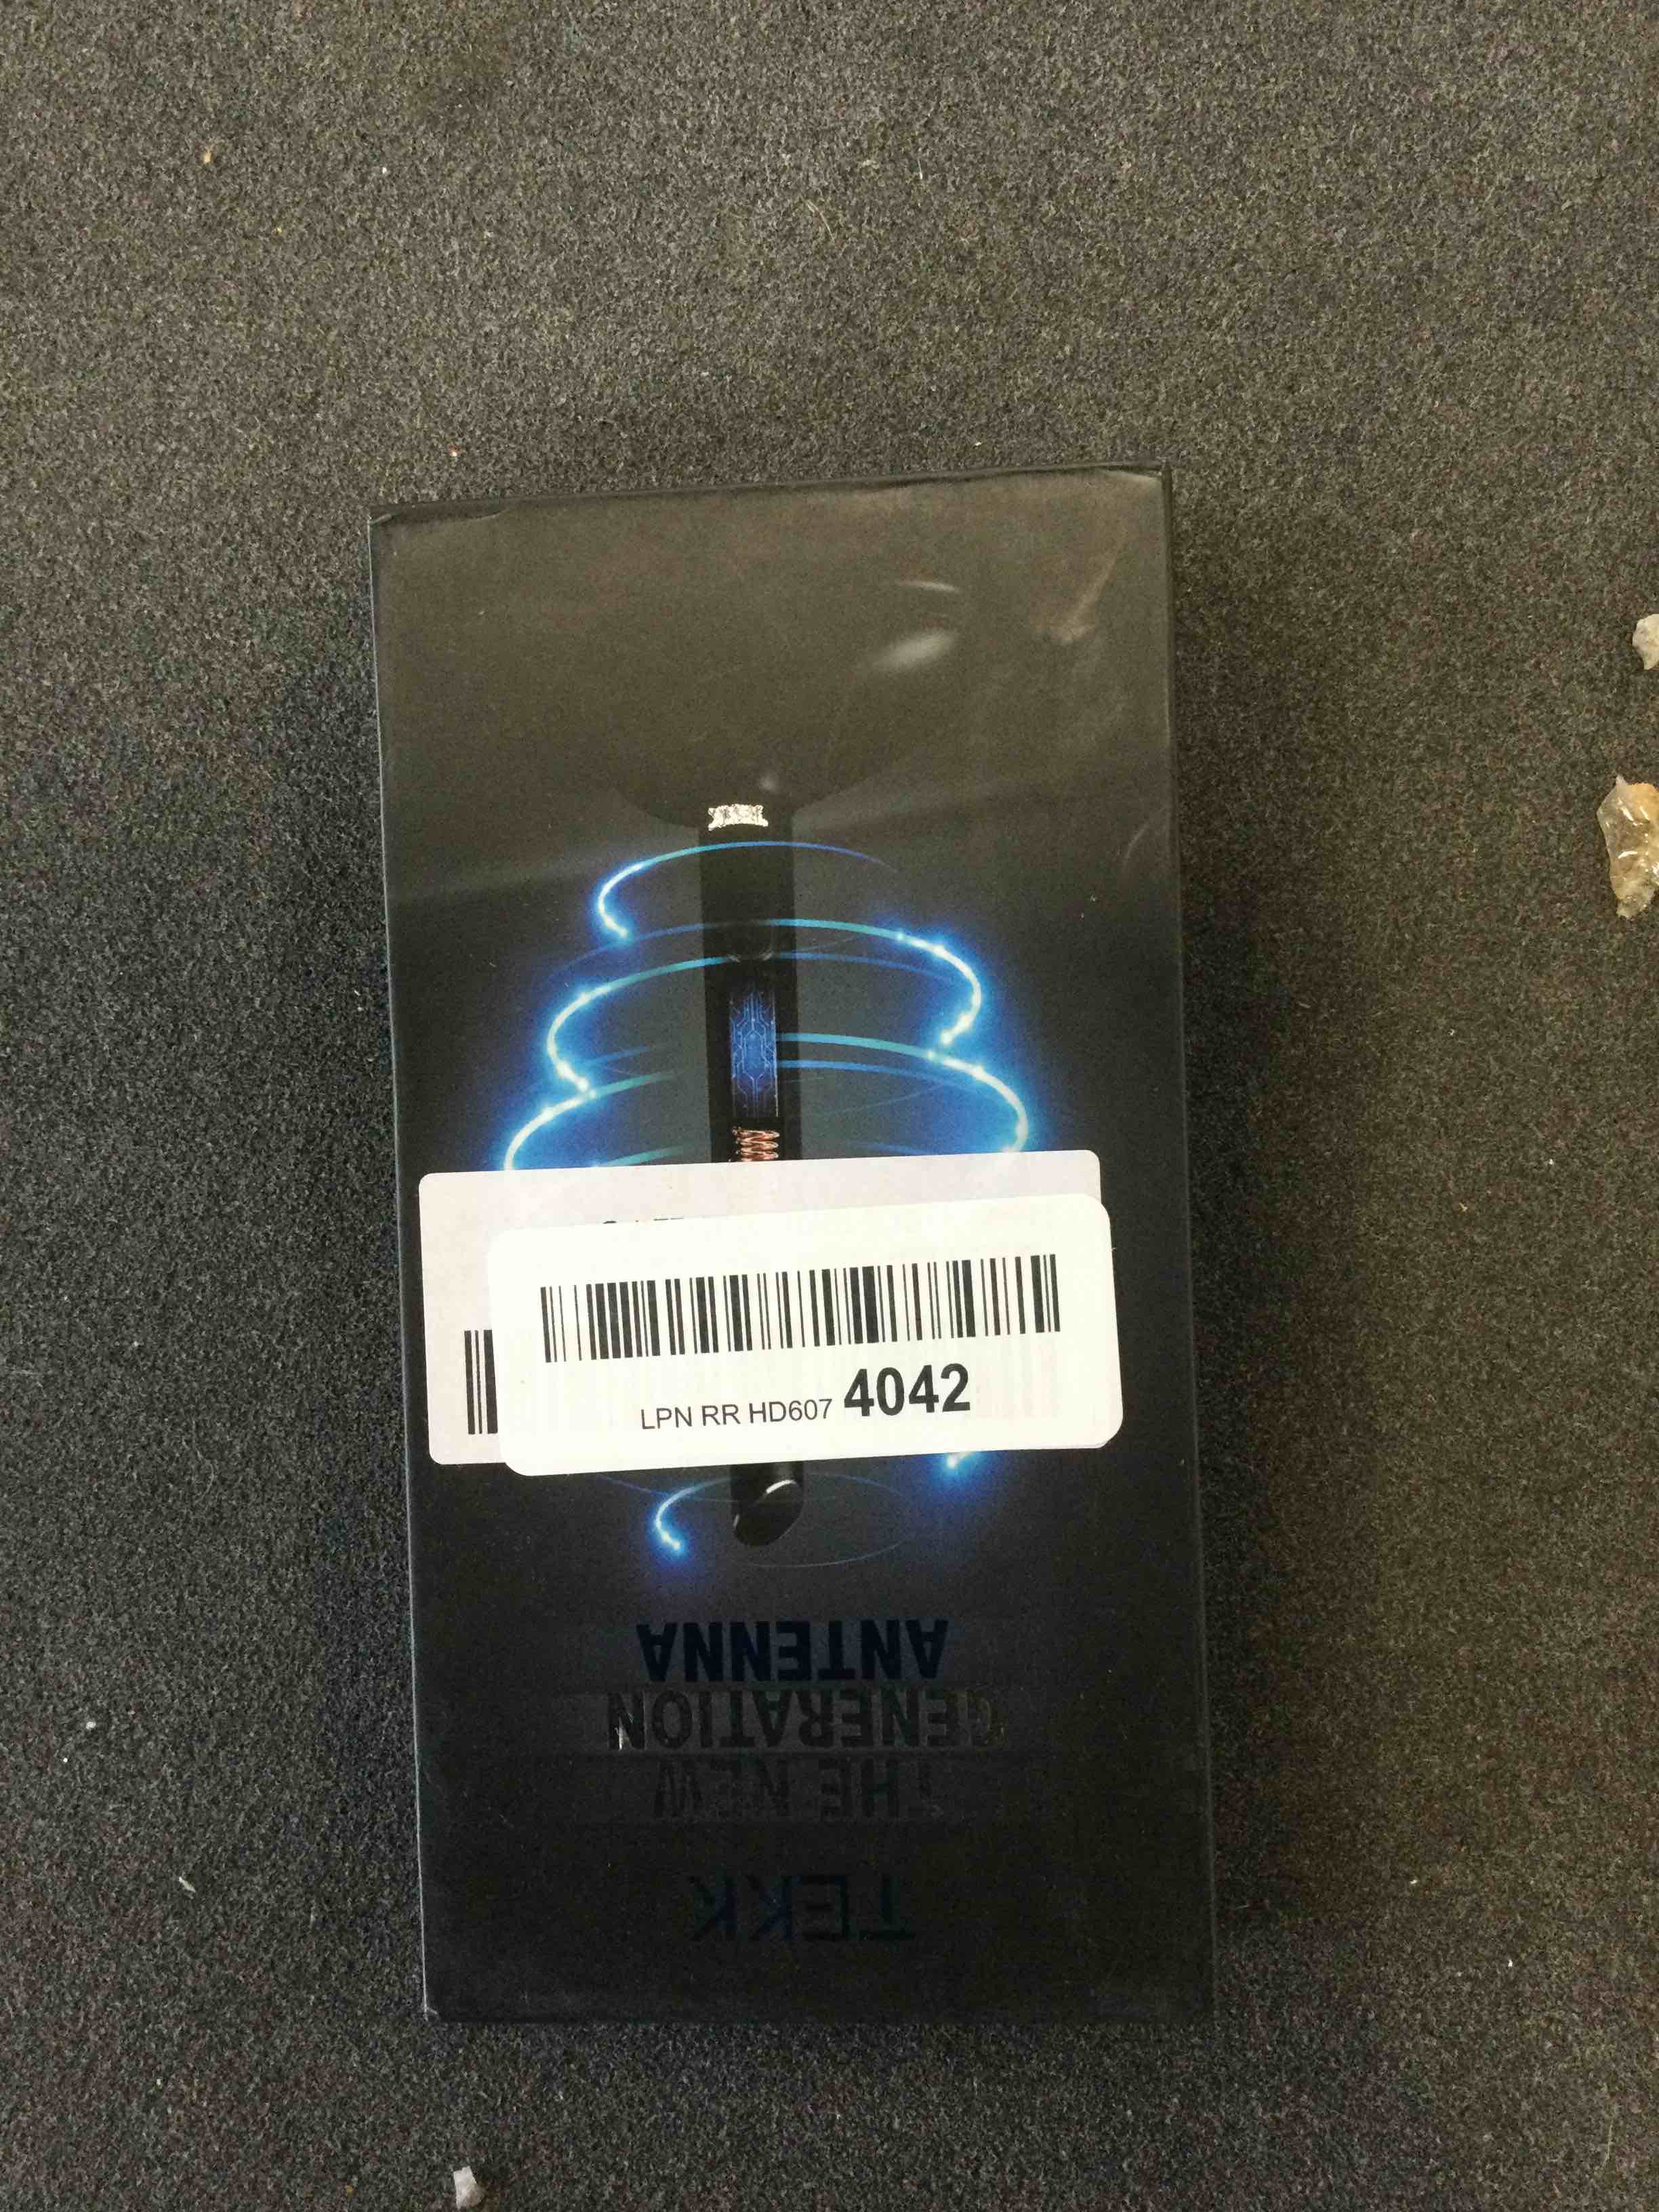 LPN RR HD607 4042
TEKK
THE NEW
GENERATION
ANTENNA